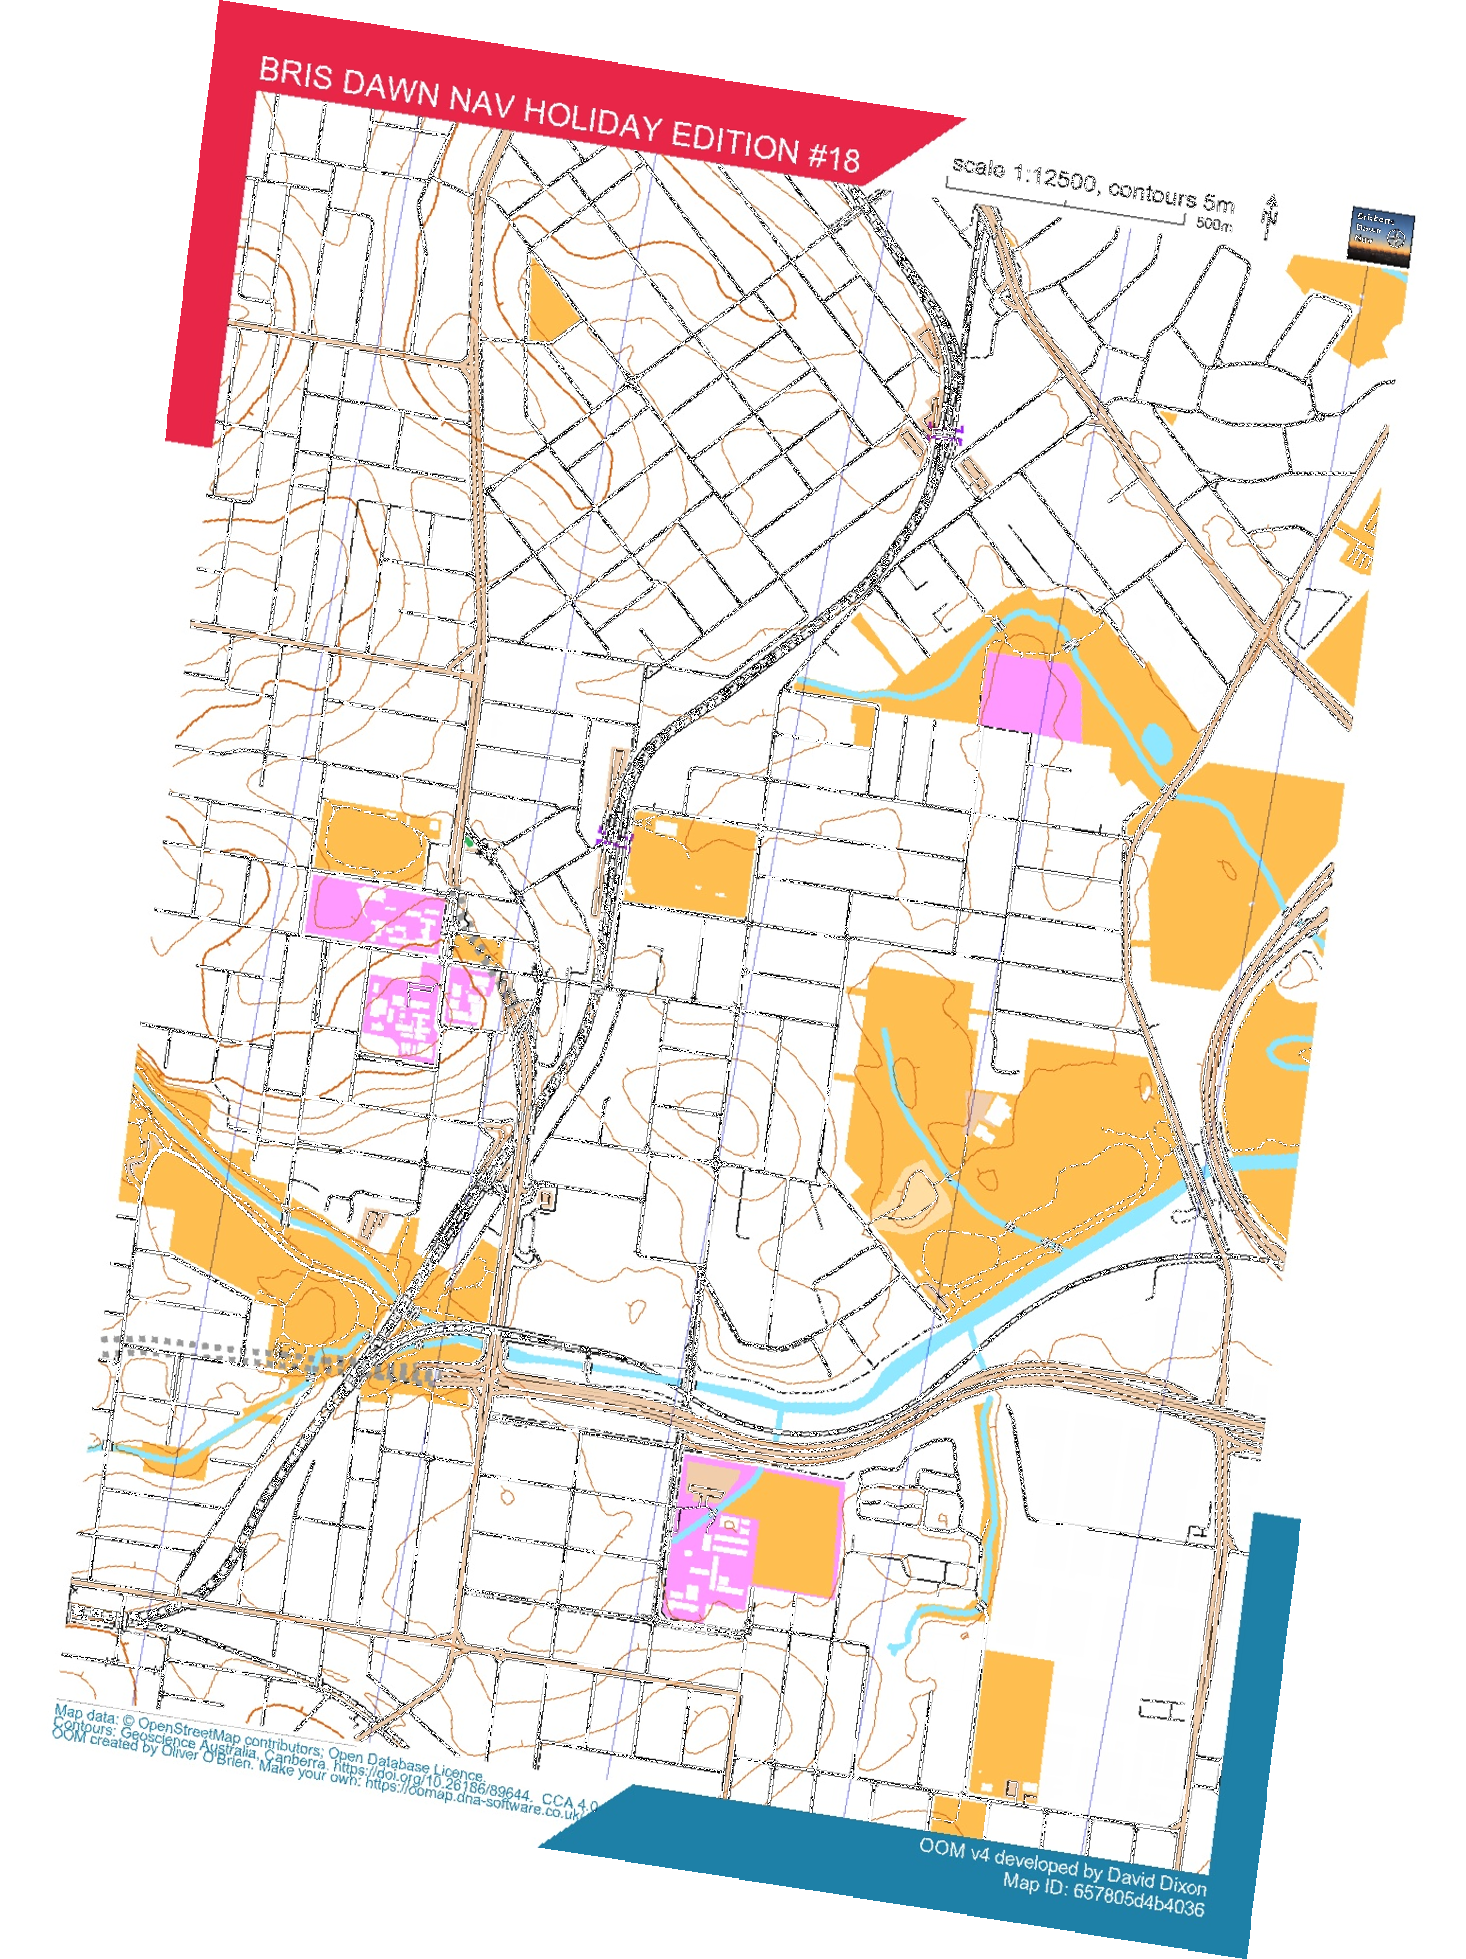 BRIS DAWN NAV HOLIDAY EDITION #18
scale 1:12500, contours 5m
500m
Map data: © OpenStreetMap contributors, Open Database Licence.
Contours: Geoscience Australia, Canberra. https://doi.org/10.26186/89644. CCA 4.0
OOM created by Oliver O'Brien. Make your own: https://oomap.dna-software.co.uk/
OOM v4 developed by David Dixon
Map ID: 657805d4b4036